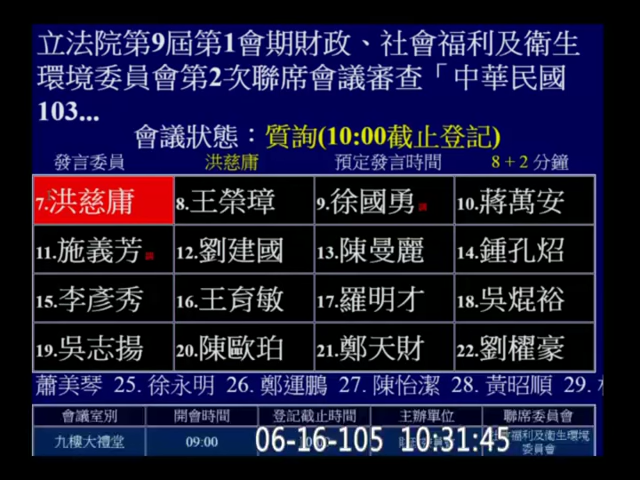 立法院第9屆第1會期財政、社會福利及衛生
環境委員會第2次聯席會議審查「中華民國
103...
會議狀態：質詢(10:00截止登記)
發言委員 洪慈庸 預定發言時間 8 + 2 分鐘
7.洪慈庸 8.王榮璋 9.徐國勇 10.蔣萬安
11.施義芳 12.劉建國 13.陳曼麗 14.鍾孔炤
15.李彥秀 16.王育敏 17.羅明才 18.吳焜裕
19.吳志揚 20.陳歐珀 21.鄭天財 22.劉櫂豪
蕭美琴 25. 徐永明 26. 鄭運鵬 27. 陳怡潔 28. 黃昭順 29.
會議室別 開會時間 登記截止時間 主辦單位 聯席委員會
九樓大禮堂 09:00 社會福利及衛生環境
委員會
06-16-105 10:31:45